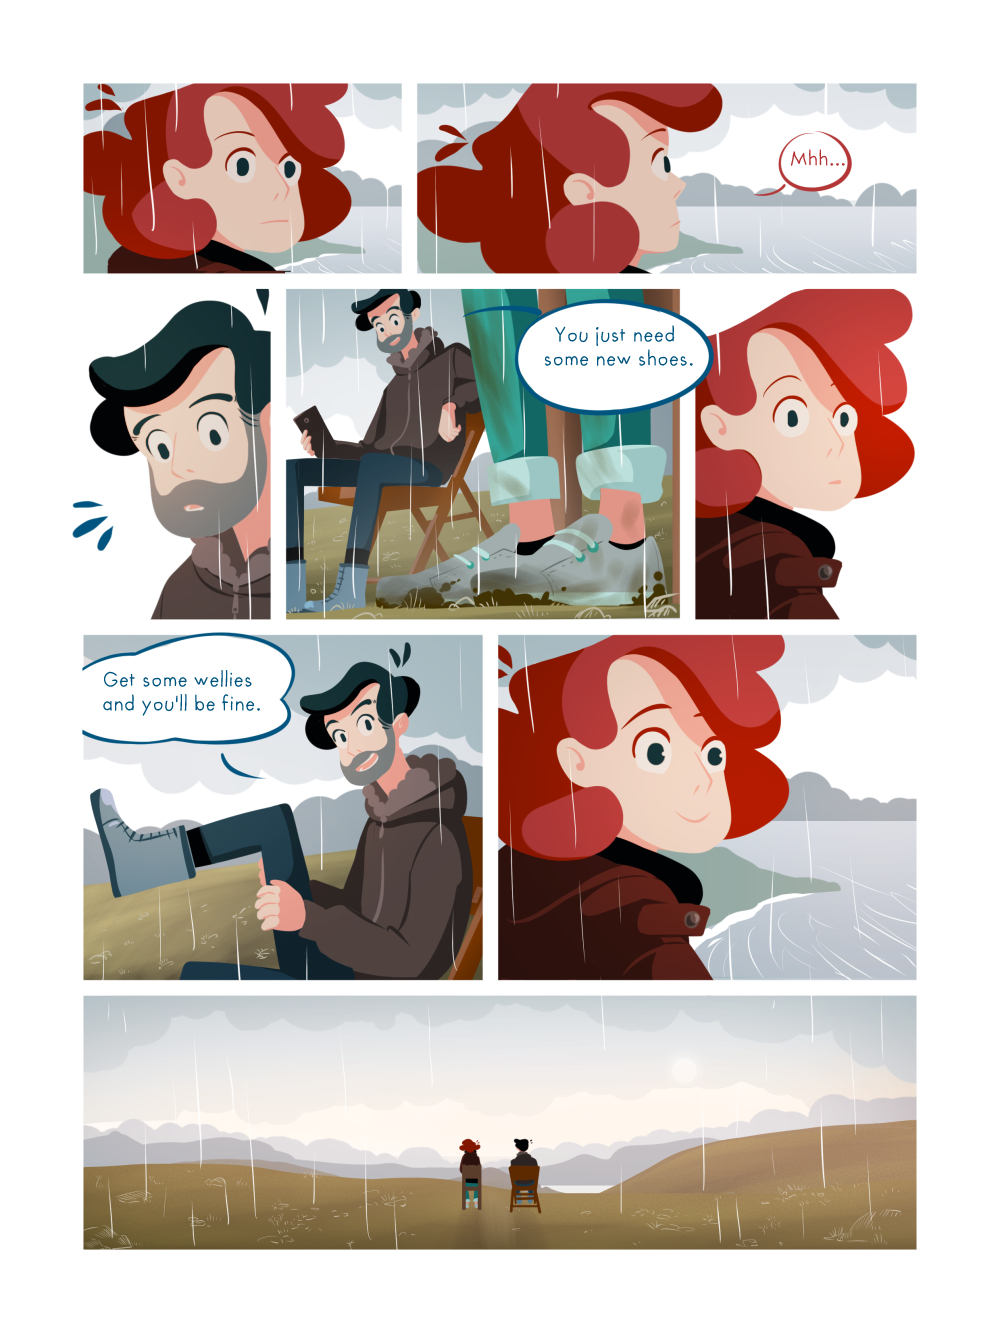 Mhh...
You just need
some new shoes.
Get some wellies
and you'll be fine.